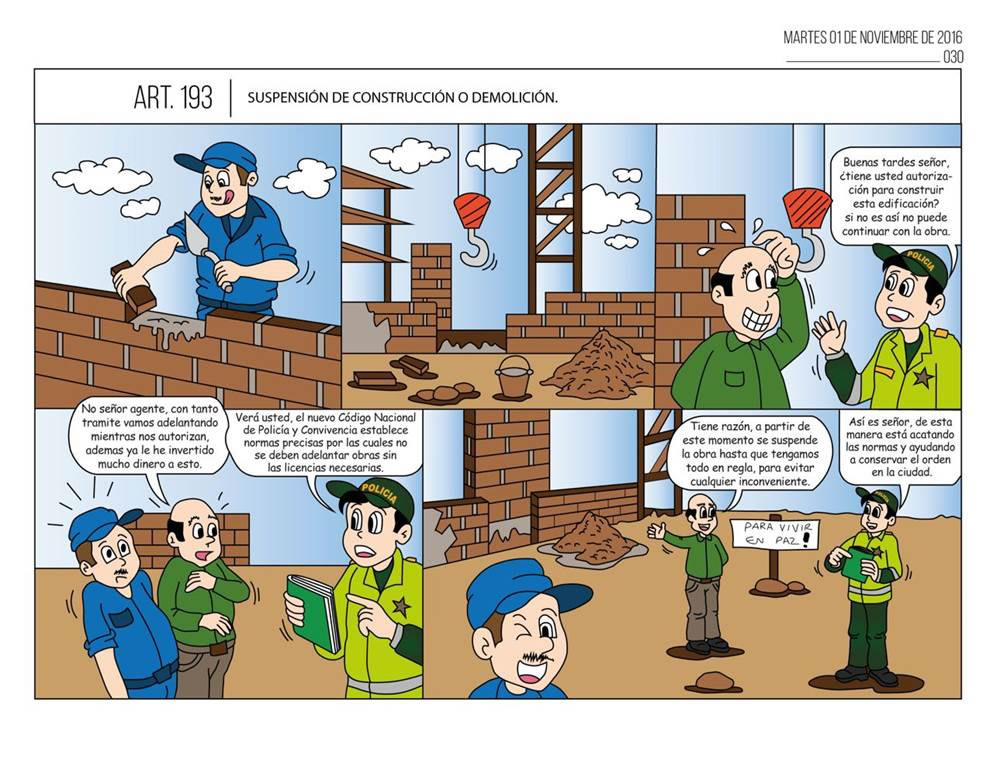 MARTES 01 DE NOVIEMBRE DE 2016
030
ART. 193
SUSPENSIÓN DE CONSTRUCCIÓN O DEMOLICIÓN.
Buenas tardes señor,
¿tiene usted autoriza-
ción para construir
esta edificación?
si no es así no puede
continuar con la obra.
POLICIA
No señor agente, con tanto
tramite vamos adelantando
mientras nos autorizan,
ademas ya le he invertido
mucho dinero a esto.
Verá usted, el nuevo Código Nacional
de Policía y Convivencia establece
normas precisas por las cuales no
se deben adelantar obras sin
las licencias necesarias.
POLICIA
Tiene razón, a partir de
este momento se suspende
la obra hasta que tengamos
todo en regla, para evitar
cualquier inconveniente.
Así es señor, de esta
manera está acatando
las normas y ayudando
a conservar el orden
en la ciudad.
POLICIA
PARA VIVIR
EN PAZ!